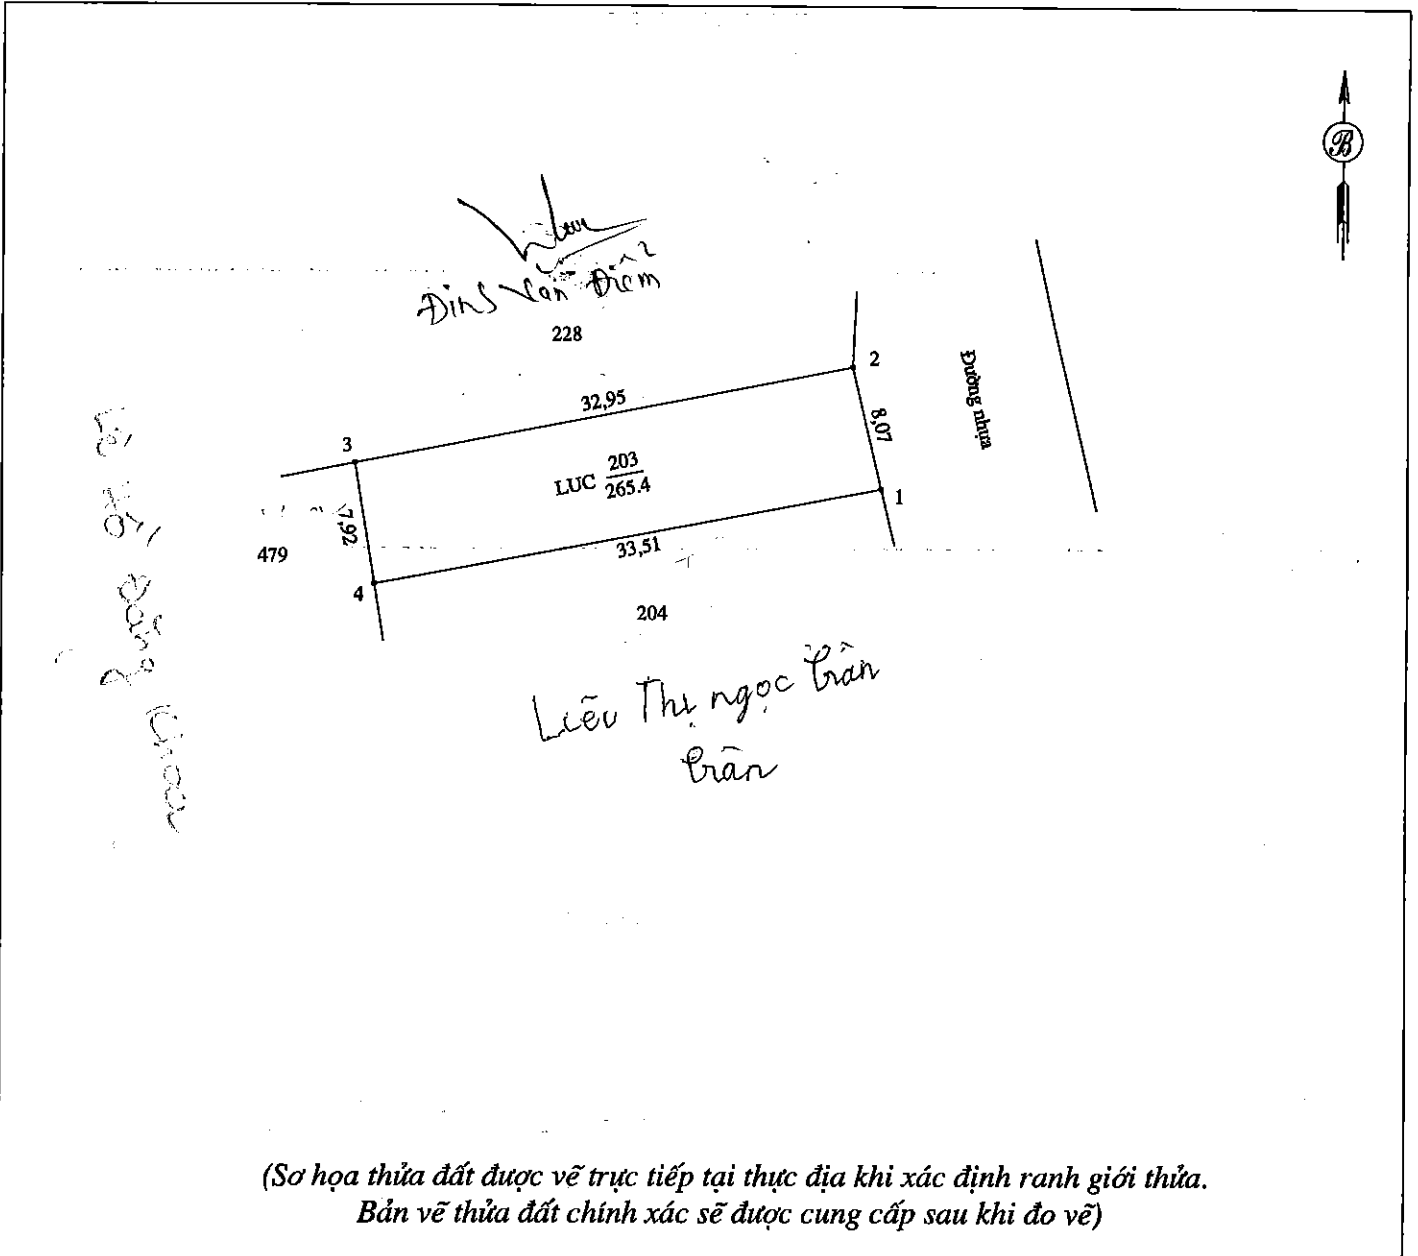 B
Đinh Văn Điểm
228
2
Đường nhựa
32,95
3
8,07
LUC 203
265.4
1
7,92
479
33,51
4
204
Liễu Thị ngọc Trân
Trân
(Sơ họa thửa đất được vẽ trực tiếp tại thực địa khi xác định ranh giới thửa.
Bản vẽ thửa đất chính xác sẽ được cung cấp sau khi đo vẽ)